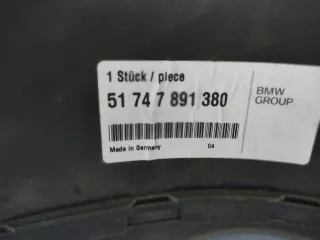 1 Stück / piece
51 74 7 891 380
BMW
GROUP
Made in Germany 04